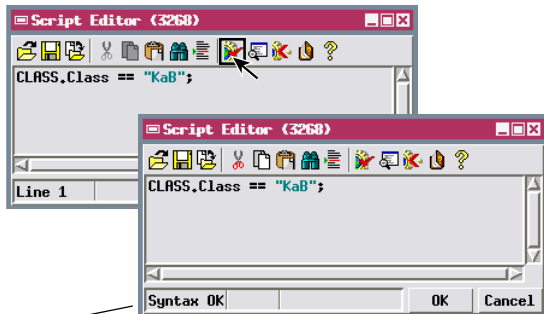 Script Editor (3268)
CLASS.Class == "KaB";
Line 1
Script Editor (3268)
CLASS.Class == "KaB";
Syntax OK
OK
Cancel